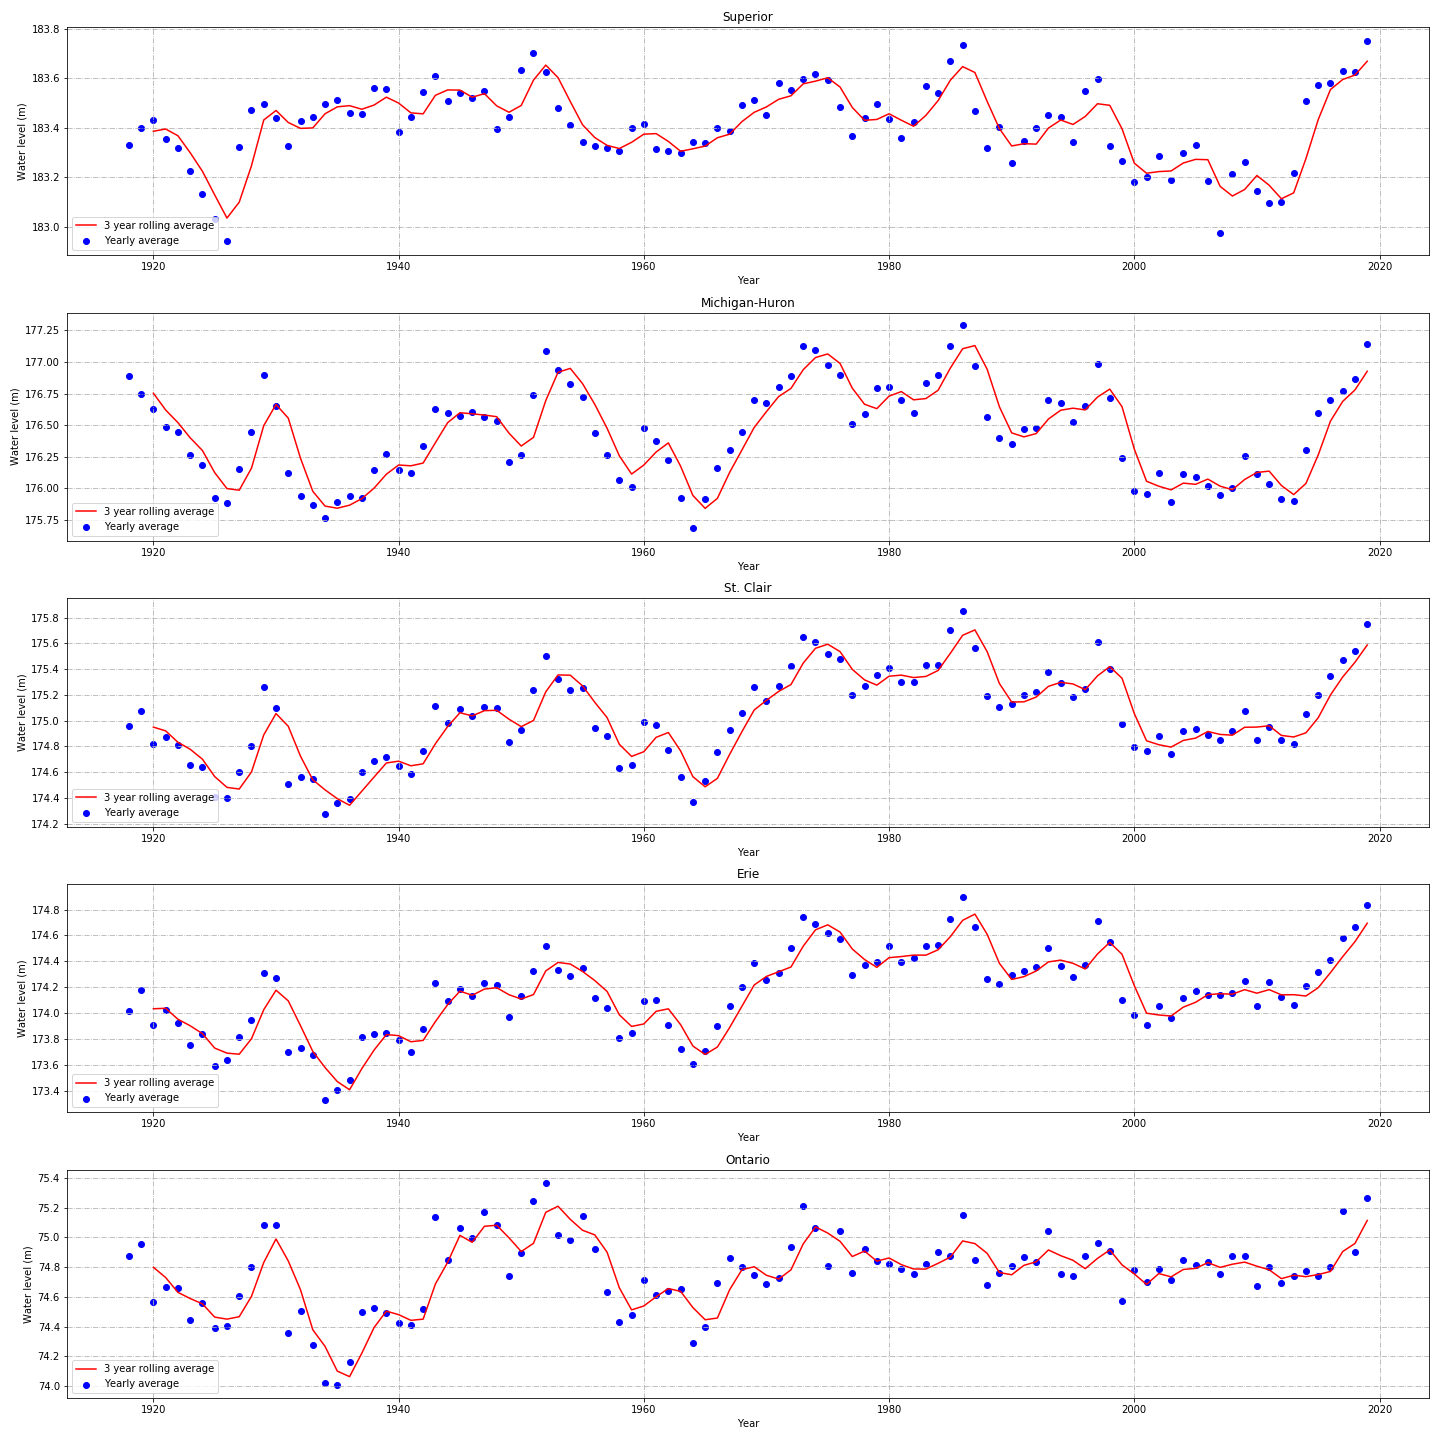 Superior
183.8
183.6
183.4
183.2
183.0
Water level (m)
3 year rolling average
Yearly average
1920 1940 1960 1980 2000 2020
Year
Michigan-Huron
177.25
177.00
176.75
176.50
176.25
176.00
175.75
Water level (m)
3 year rolling average
Yearly average
1920 1940 1960 1980 2000 2020
Year
St. Clair
175.8
175.6
175.4
175.2
175.0
174.8
174.6
174.4
174.2
Water level (m)
3 year rolling average
Yearly average
1920 1940 1960 1980 2000 2020
Year
Erie
174.8
174.6
174.4
174.2
174.0
173.8
173.6
173.4
Water level (m)
3 year rolling average
Yearly average
1920 1940 1960 1980 2000 2020
Year
Ontario
75.4
75.2
75.0
74.8
74.6
74.4
74.2
74.0
Water level (m)
3 year rolling average
Yearly average
1920 1940 1960 1980 2000 2020
Year